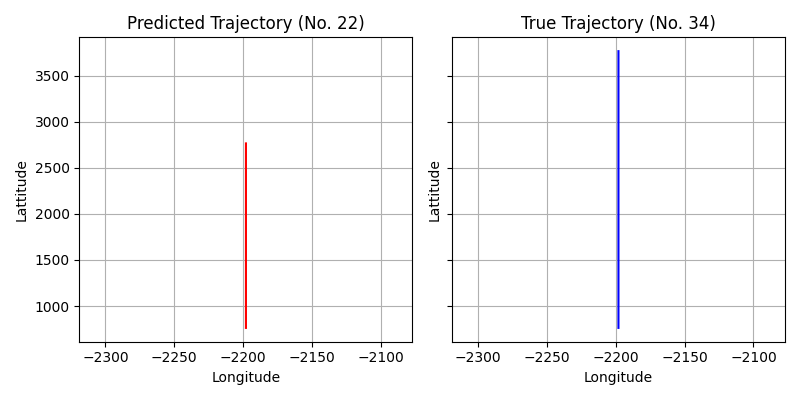 Predicted Trajectory (No. 22)
True Trajectory (No. 34)
Lattitude
3500
3000
2500
2000
1500
1000
−2300
−2250
−2200
−2150
−2100
Longitude
Lattitude
−2300
−2250
−2200
−2150
−2100
Longitude